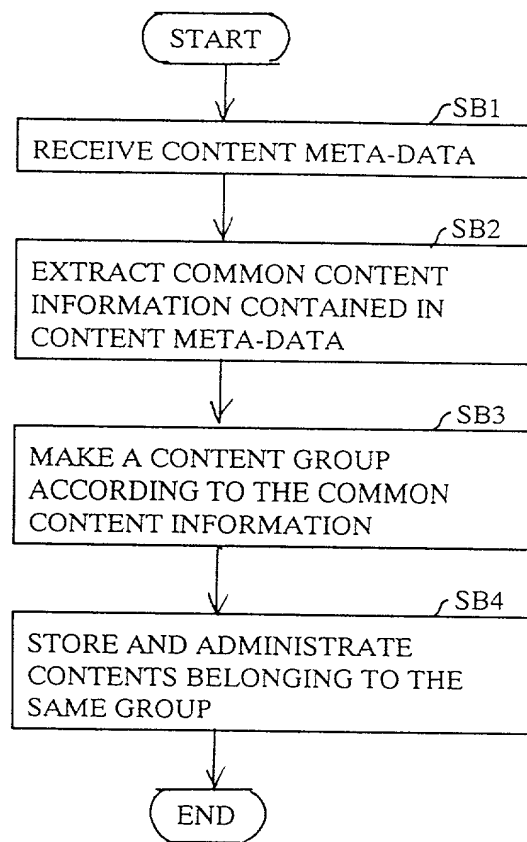 START
SB1
RECEIVE CONTENT META-DATA
SB2
EXTRACT COMMON CONTENT
INFORMATION CONTAINED IN
CONTENT META-DATA
SB3
MAKE A CONTENT GROUP
ACCORDING TO THE COMMON
CONTENT INFORMATION
SB4
STORE AND ADMINISTRATE
CONTENTS BELONGING TO THE
SAME GROUP
END